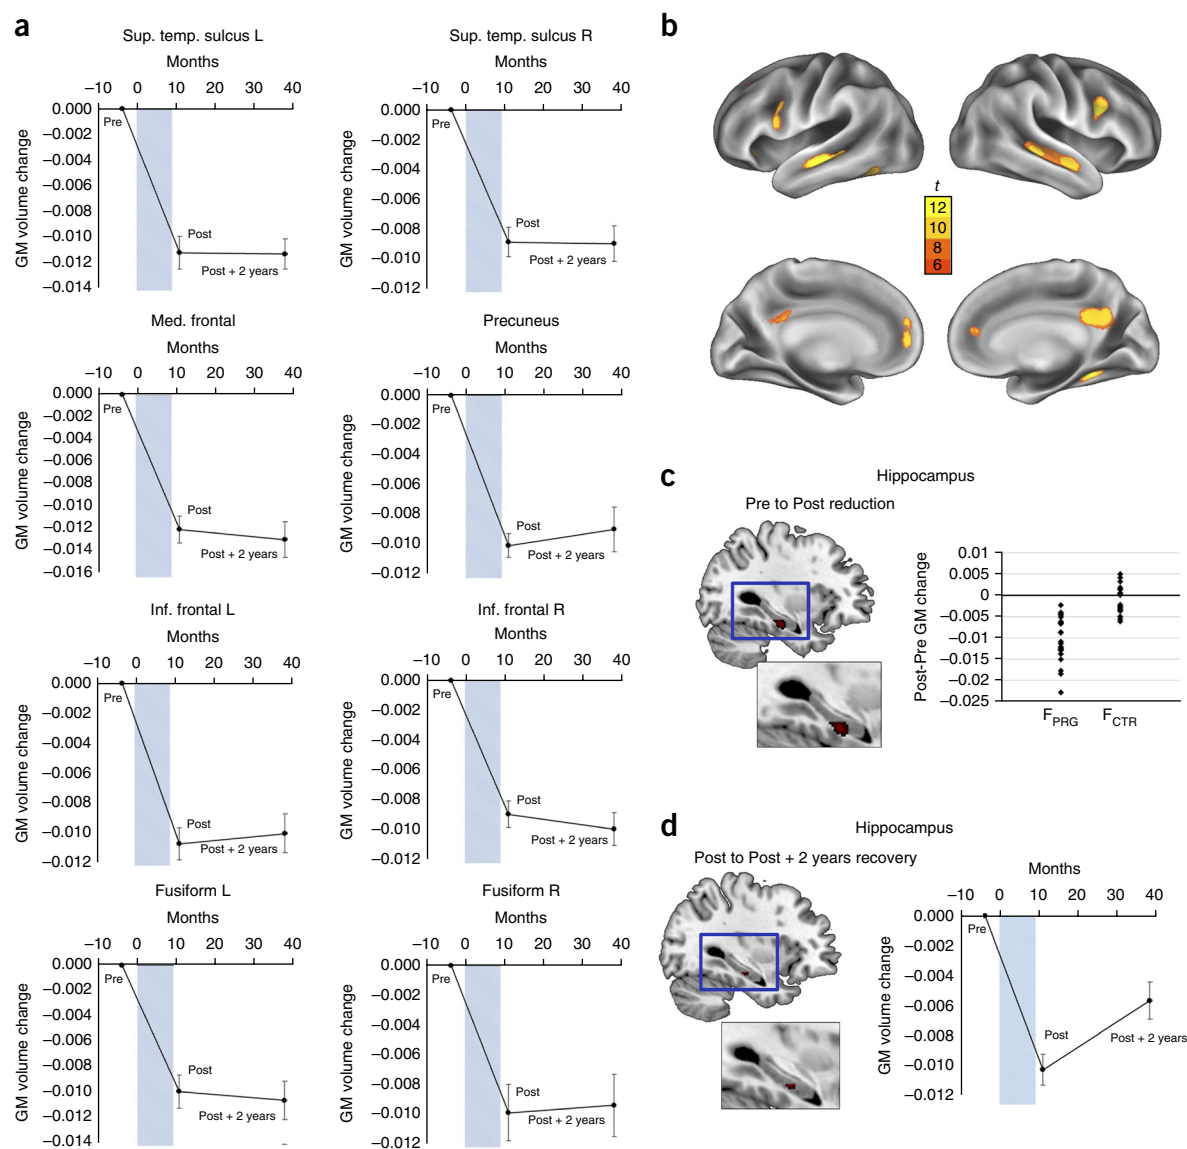 a
Sup. temp. sulcus L
Months
−10 0 10 20 30 40
0.000
−0.002
−0.004
−0.006
−0.008
−0.010
−0.012
−0.014
GM volume change
Pre
Post
Post + 2 years
Sup. temp. sulcus R
Months
−10 0 10 20 30 40
0.000
−0.002
−0.004
−0.006
−0.008
−0.010
−0.012
GM volume change
Pre
Post
Post + 2 years
Med. frontal
Months
−10 0 10 20 30 40
0.000
−0.002
−0.004
−0.006
−0.008
−0.010
−0.012
−0.014
−0.016
GM volume change
Pre
Post
Post + 2 years
Precuneus
Months
−10 0 10 20 30 40
0.000
−0.002
−0.004
−0.006
−0.008
−0.010
−0.012
GM volume change
Pre
Post
Post + 2 years
Inf. frontal L
Months
−10 0 10 20 30 40
0.000
−0.002
−0.004
−0.006
−0.008
−0.010
−0.012
GM volume change
Pre
Post
Post + 2 years
Inf. frontal R
Months
−10 0 10 20 30 40
0.000
−0.002
−0.004
−0.006
−0.008
−0.010
−0.012
GM volume change
Pre
Post
Post + 2 years
Fusiform L
Months
−10 0 10 20 30 40
0.000
−0.002
−0.004
−0.006
−0.008
−0.010
−0.012
−0.014
GM volume change
Pre
Post
Post + 2 years
Fusiform R
Months
−10 0 10 20 30 40
0.000
−0.002
−0.004
−0.006
−0.008
−0.010
−0.012
GM volume change
Pre
Post
Post + 2 years
b
t
12
10
8
6
c
Hippocampus
Pre to Post reduction
0.01
0.005
0
−0.005
−0.01
−0.015
−0.02
−0.025
Post-Pre GM change
FPRG FCTR
d
Hippocampus
Post to Post + 2 years recovery
Months
−10 0 10 20 30 40
0.000
−0.002
−0.004
−0.006
−0.008
−0.010
−0.012
GM volume change
Pre
Post
Post + 2 years